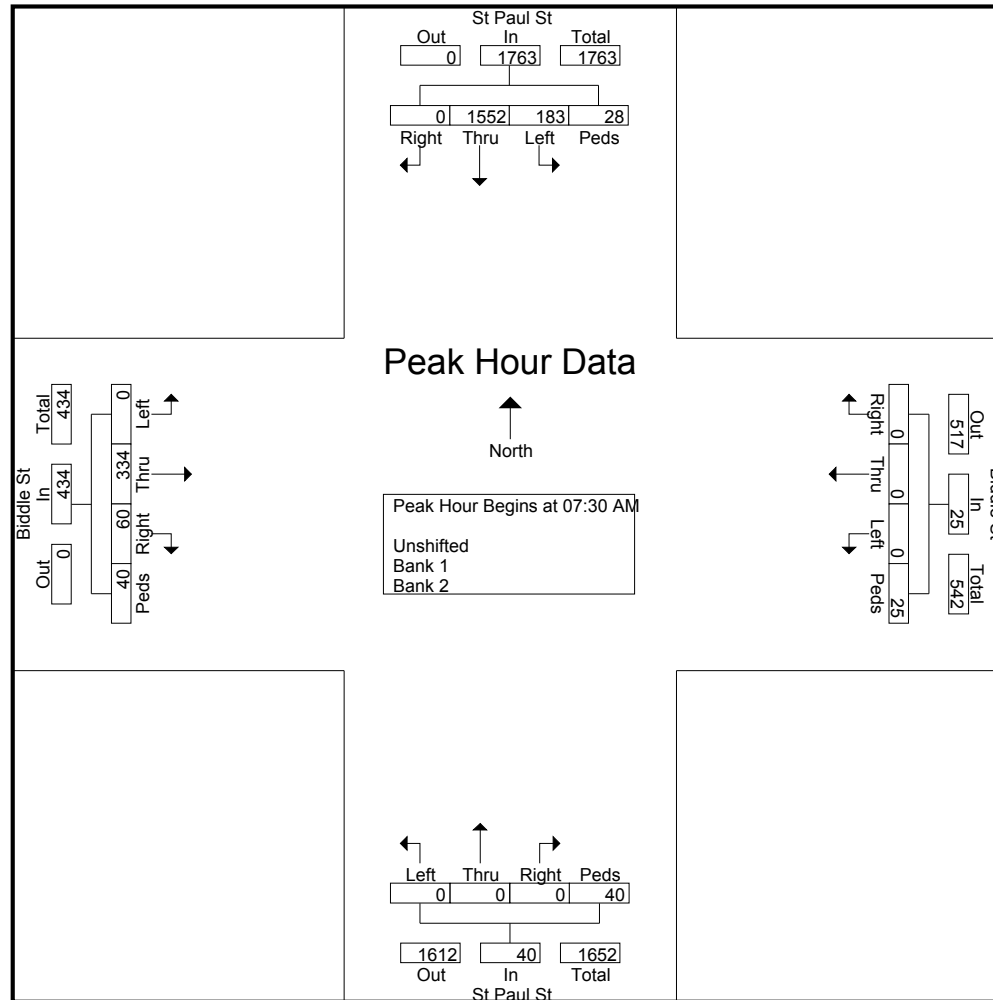 St Paul St
Out In Total
0 1763 1763
0 1552 183 28
Right Thru Left Peds
Peak Hour Data
North
Peak Hour Begins at 07:30 AM
Unshifted
Bank 1
Bank 2
Biddle St
Out In Total
0 434 434
Left Thru Right Peds
0 334 60 40
Out In Total
517 25 542
Right Thru Left Peds
0 0 0 25
Left Thru Right Peds
0 0 0 40
1612 40 1652
Out In Total
St Paul St